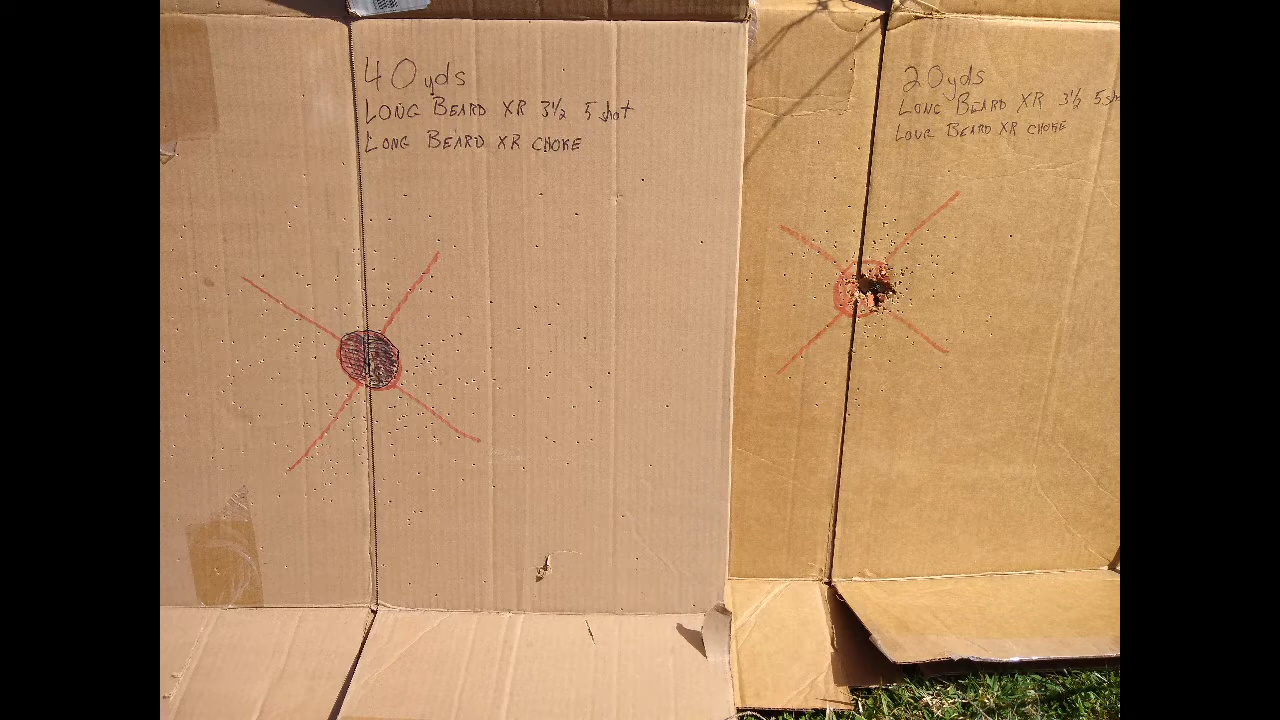 40yds
LONG BEARD XR 3½ 5 shot
LONG BEARD XR CHOKE
20yds
LONG BEARD XR 3½ 5 sh
LONG BEARD XR CHOKE